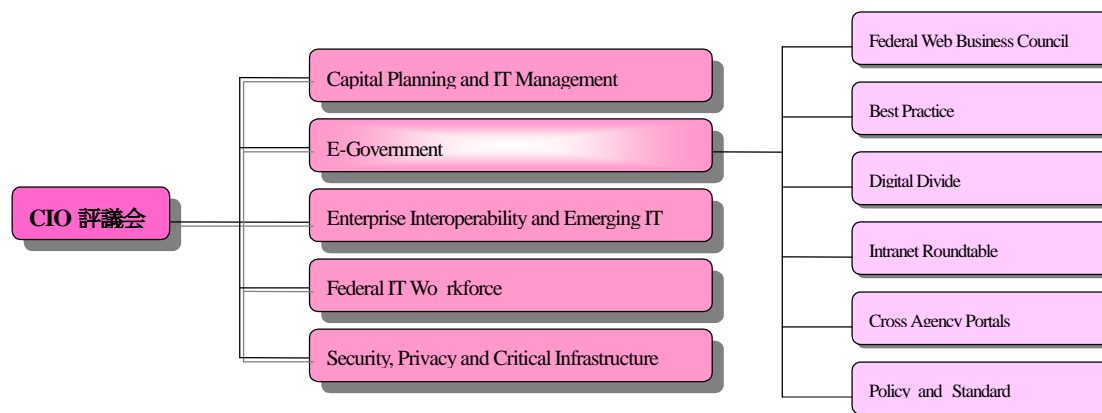 CIO 評議会
Capital Planning and IT Management
E-Government
Enterprise Interoperability and Emerging IT
Federal IT Wo rkforce
Security, Privacy and Critical Infrastructure
Federal Web Business Council
Best Practice
Digital Divide
Intranet Roundtable
Cross Agency Portals
Policy and Standard